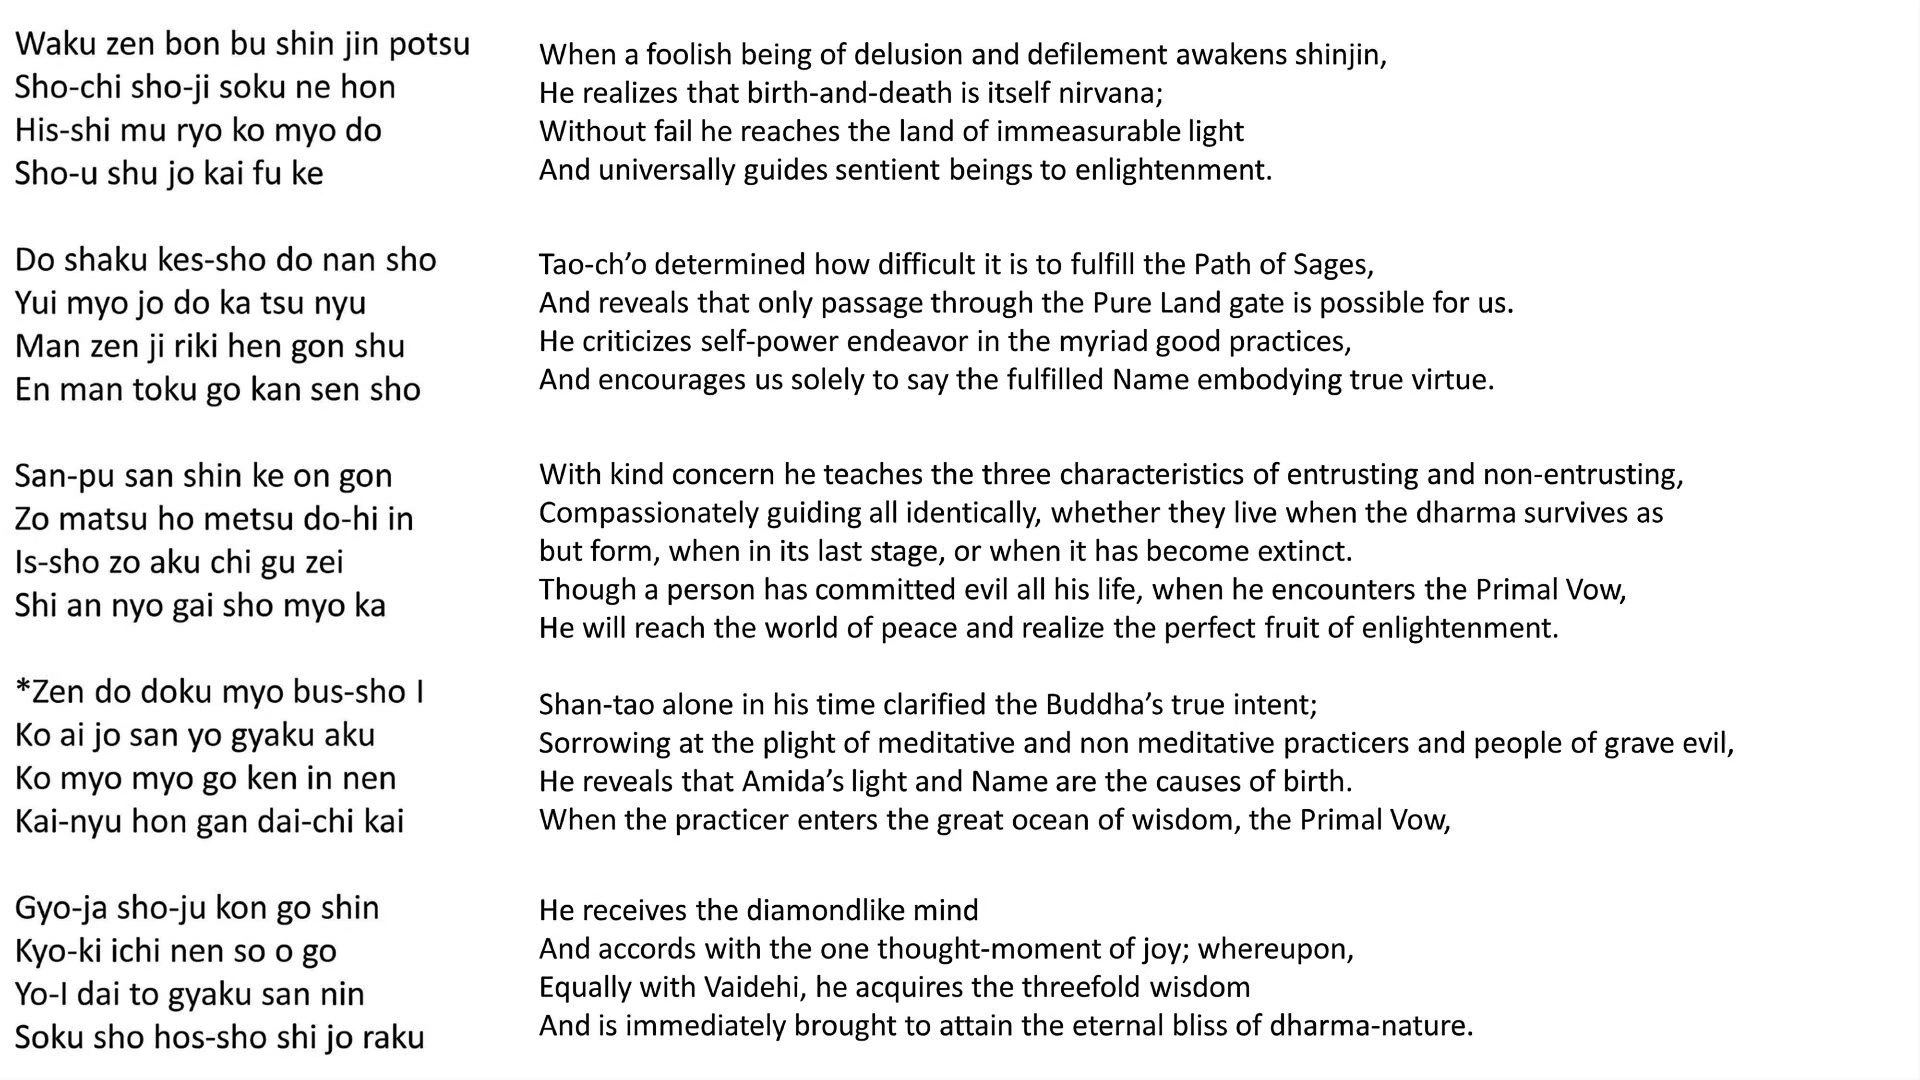 Waku zen bon bu shin jin potsu
Sho-chi sho-ji soku ne hon
His-shi mu ryo ko myo do
Sho-u shu jo kai fu ke
When a foolish being of delusion and defilement awakens shinjin,
He realizes that birth-and-death is itself nirvana;
Without fail he reaches the land of immeasurable light
And universally guides sentient beings to enlightenment.
Do shaku kes-sho do nan sho
Yui myo jo do ka tsu nyu
Man zen ji riki hen gon shu
En man toku go kan sen sho
Tao-ch’o determined how difficult it is to fulfill the Path of Sages,
And reveals that only passage through the Pure Land gate is possible for us.
He criticizes self-power endeavor in the myriad good practices,
And encourages us solely to say the fulfilled Name embodying true virtue.
San-pu san shin ke on gon
Zo matsu ho metsu do-hi in
Is-sho zo aku chi gu zei
Shi an nyo gai sho myo ka
With kind concern he teaches the three characteristics of entrusting and non-entrusting,
Compassionately guiding all identically, whether they live when the dharma survives as
but form, when in its last stage, or when it has become extinct.
Though a person has committed evil all his life, when he encounters the Primal Vow,
He will reach the world of peace and realize the perfect fruit of enlightenment.
*Zen do doku myo bus-sho I
Ko ai jo san yo gyaku aku
Ko myo myo go ken in nen
Kai-nyu hon gan dai-chi kai
Shan-tao alone in his time clarified the Buddha’s true intent;
Sorrowing at the plight of meditative and non meditative practicers and people of grave evil,
He reveals that Amida’s light and Name are the causes of birth.
When the practicer enters the great ocean of wisdom, the Primal Vow,
Gyo-ja sho-ju kon go shin
Kyo-ki ichi nen so o go
Yo-I dai to gyaku san nin
Soku sho hos-sho shi jo raku
He receives the diamondlike mind
And accords with the one thought-moment of joy; whereupon,
Equally with Vaidehi, he acquires the threefold wisdom
And is immediately brought to attain the eternal bliss of dharma-nature.